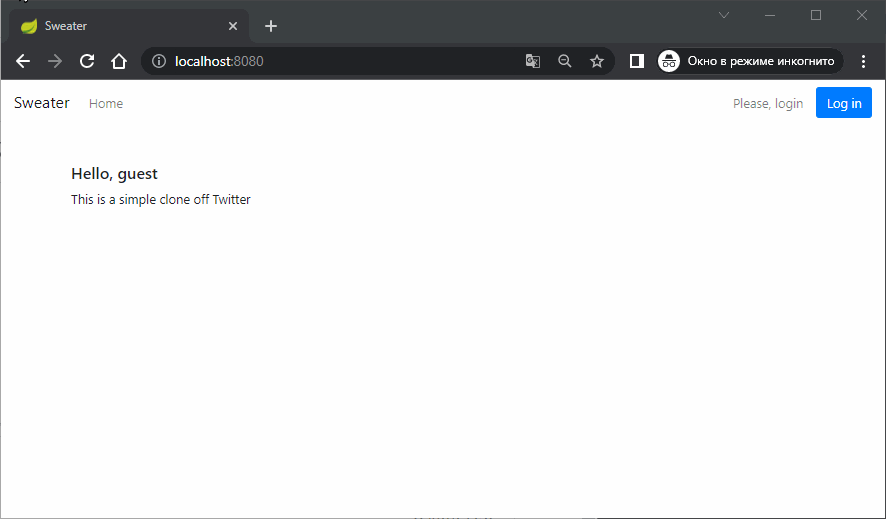 Sweater
localhost:8080
Окно в режиме инкогнито
Sweater Home Please, login Log in
Hello, guest
This is a simple clone off Twitter